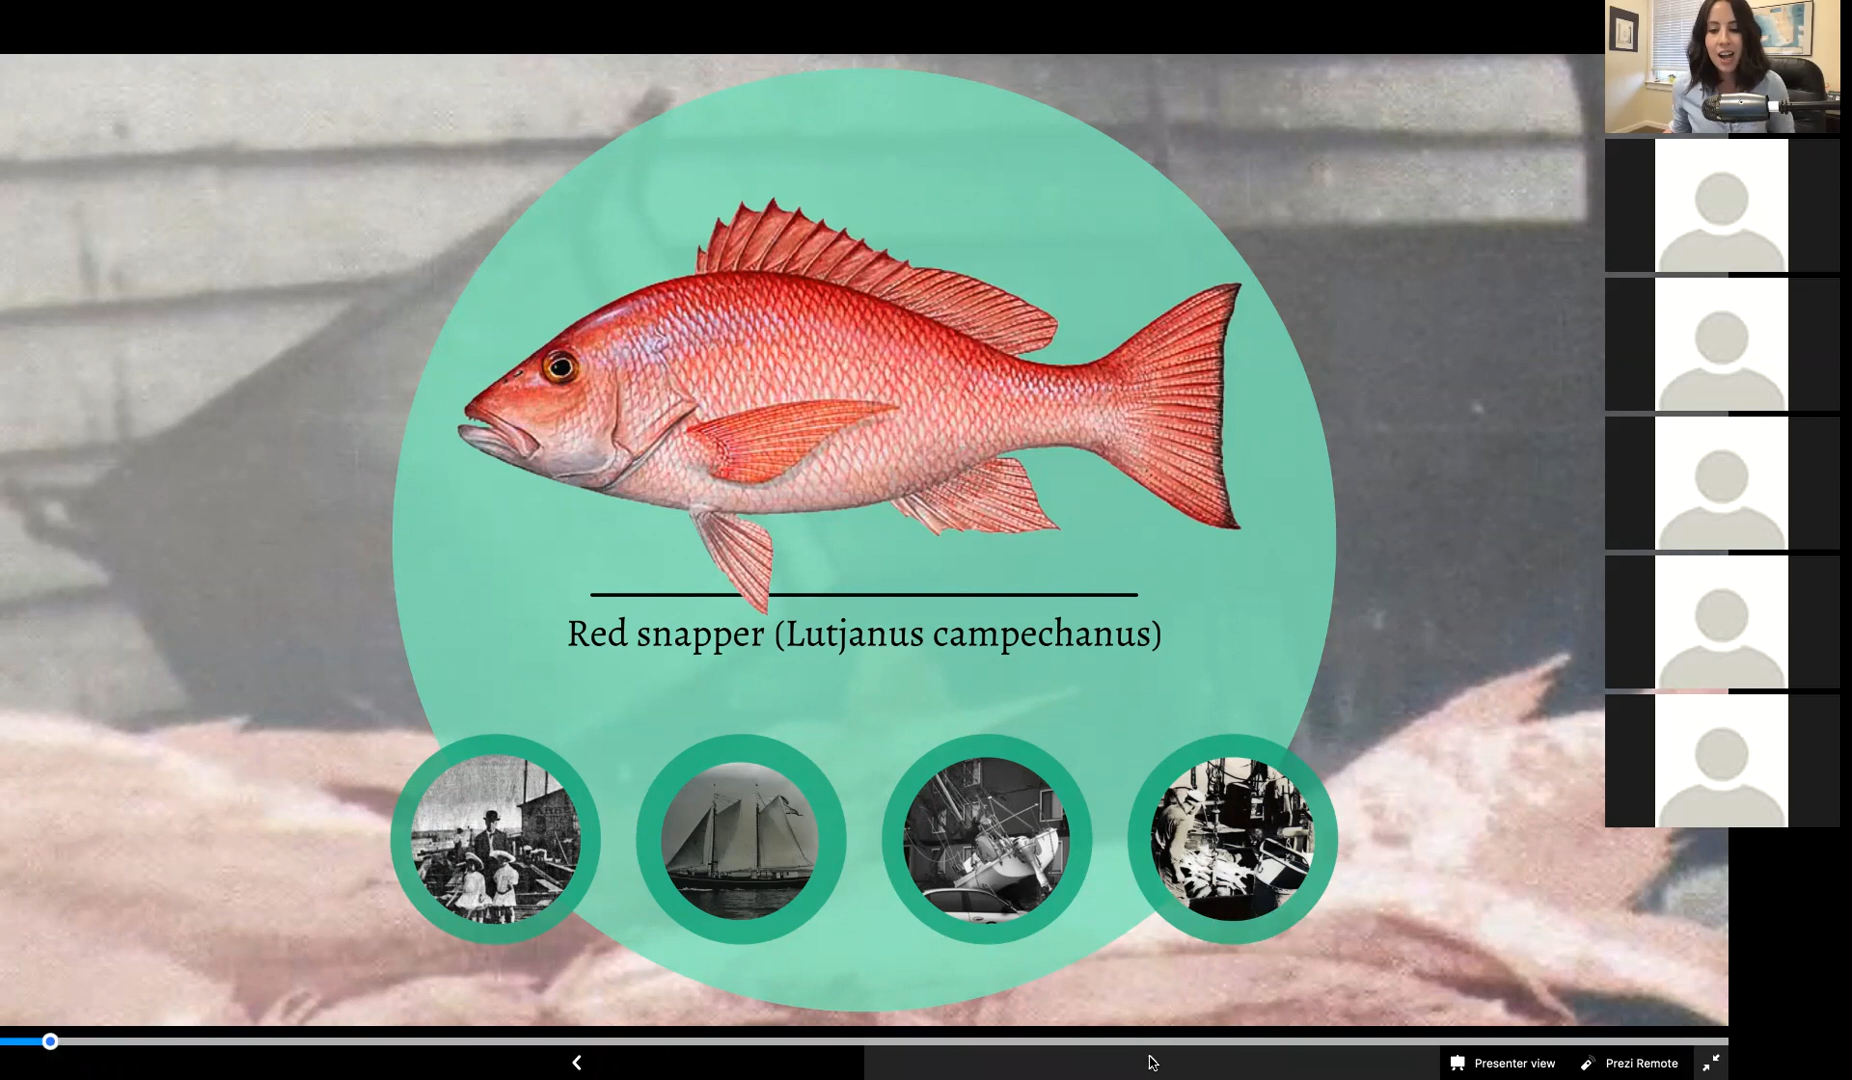 Red snapper (Lutjanus campechanus)
Presenter view
Prezi Remote